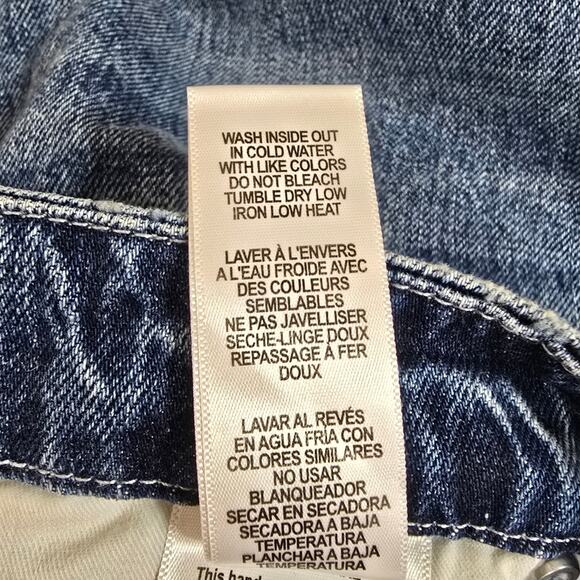 WASH INSIDE OUT
IN COLD WATER
WITH LIKE COLORS
DO NOT BLEACH
TUMBLE DRY LOW
IRON LOW HEAT
LAVER À L'ENVERS
A L'EAU FROIDE AVEC
DES COULEURS
SEMBLABLES
NE PAS JAVELLISER
SECHE-LINGE DOUX
REPASSAGE À FER
DOUX
LAVAR AL REVÉS
EN AGUA FRÍA CON
COLORES SIMILARES
NO USAR
BLANQUEADOR
SECAR EN SECADORA
SECADORA A BAJA
TEMPERATURA
PLANCHAR A BAJA
TEMPERATURA
This